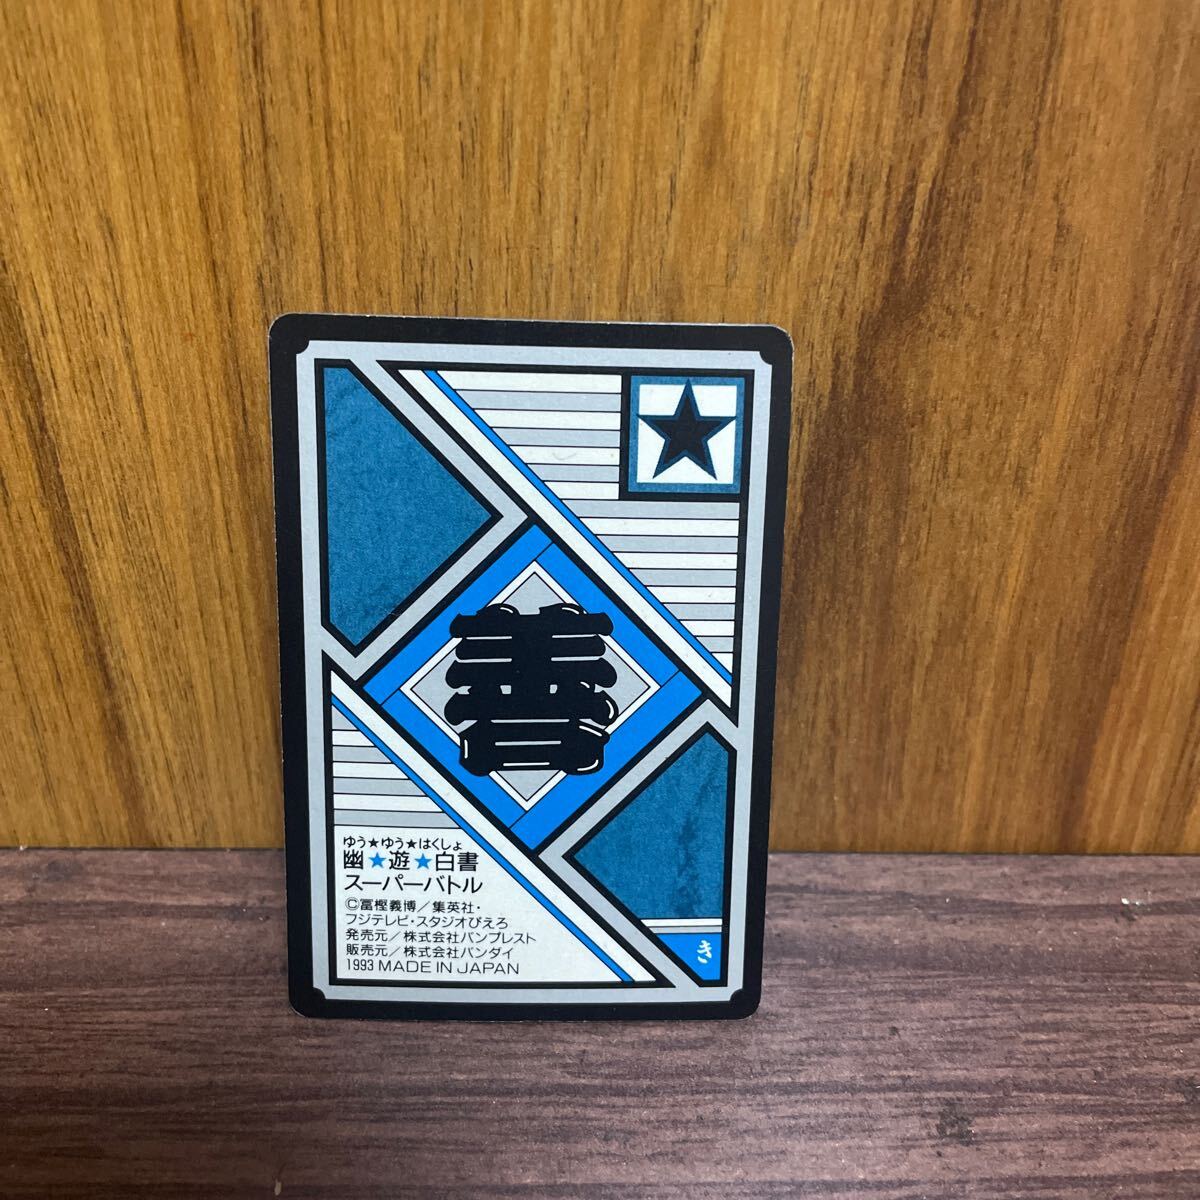 善
ゆう★ゆう★はくしょ
幽★遊★白書
スーパーバトル
©冨樫義博／集英社・
フジテレビ・スタジオぴえろ
発売元／株式会社バンプレスト
販売元／株式会社バンダイ
1993 MADE IN JAPAN
き